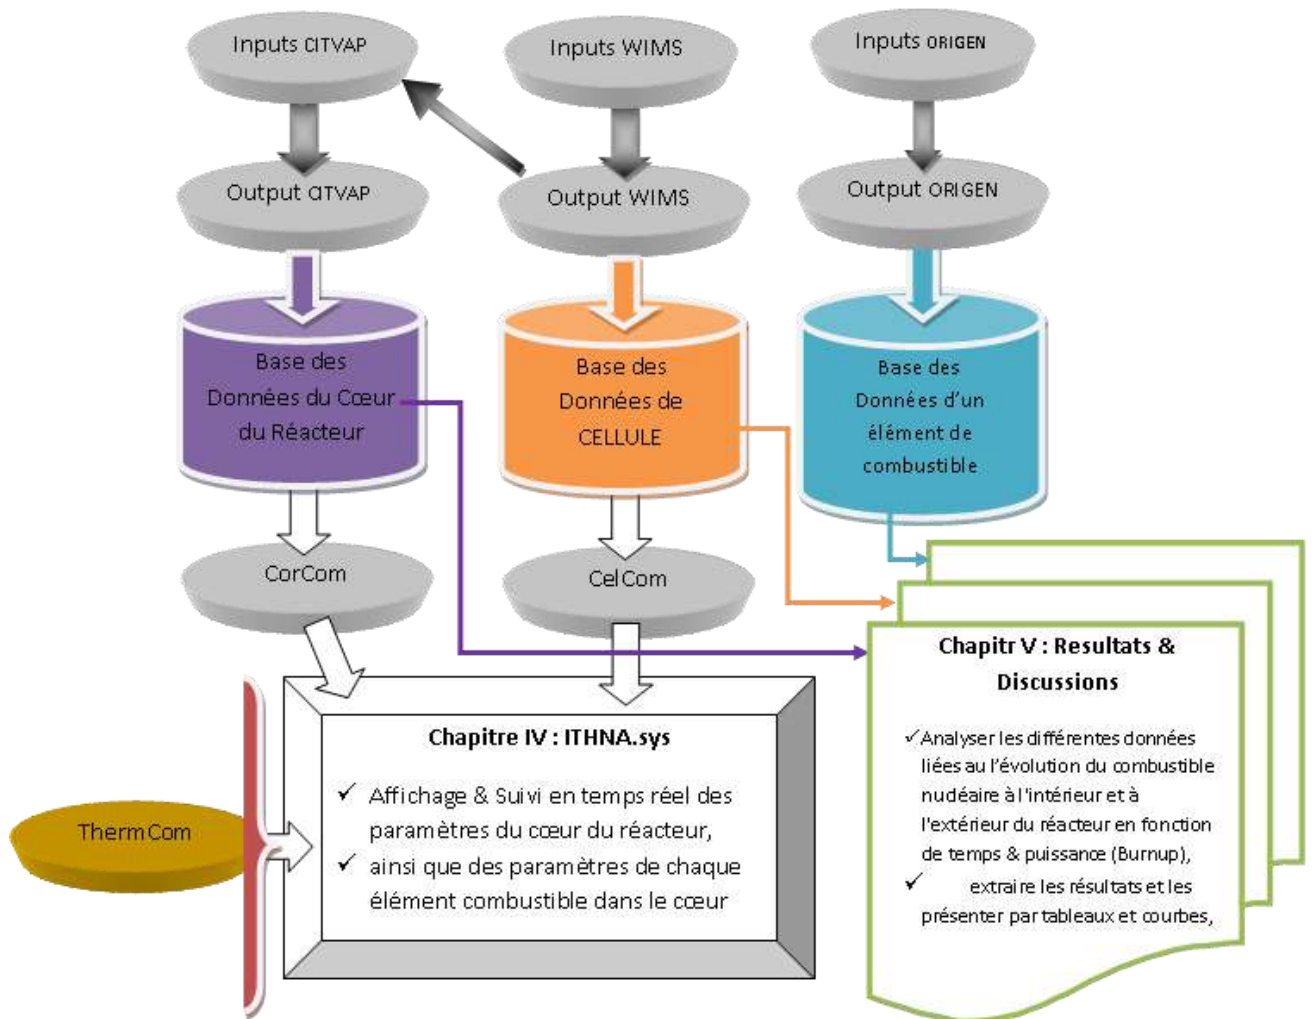 Inputs CITVAP
Inputs WIMS
Inputs ORIGEN
Output CITVAP
Output WIMS
Output ORIGEN
Base des
Données du Cœur
du Réacteur
Base des
Données de
CELLULE
Base des
Données d'un
élément de
combustible
CorCom
CelCom
ThermCom
Chapitre IV : ITHNA.sys
✓ Affichage & Suivi en temps réel des
paramètres du cœur du réacteur,
✓ ainsi que des paramètres de chaque
élément combustible dans le cœur
Chapitr V : Resultats &
Discussions
✓Analyser les différentes données
liées au l'évolution du combustible
nucléaire à l'intérieur et à
l'extérieur du réacteur en fonction
de temps & puissance (Burnup),
✓ extraire les résultats et les
présenter par tableaux et courbes,